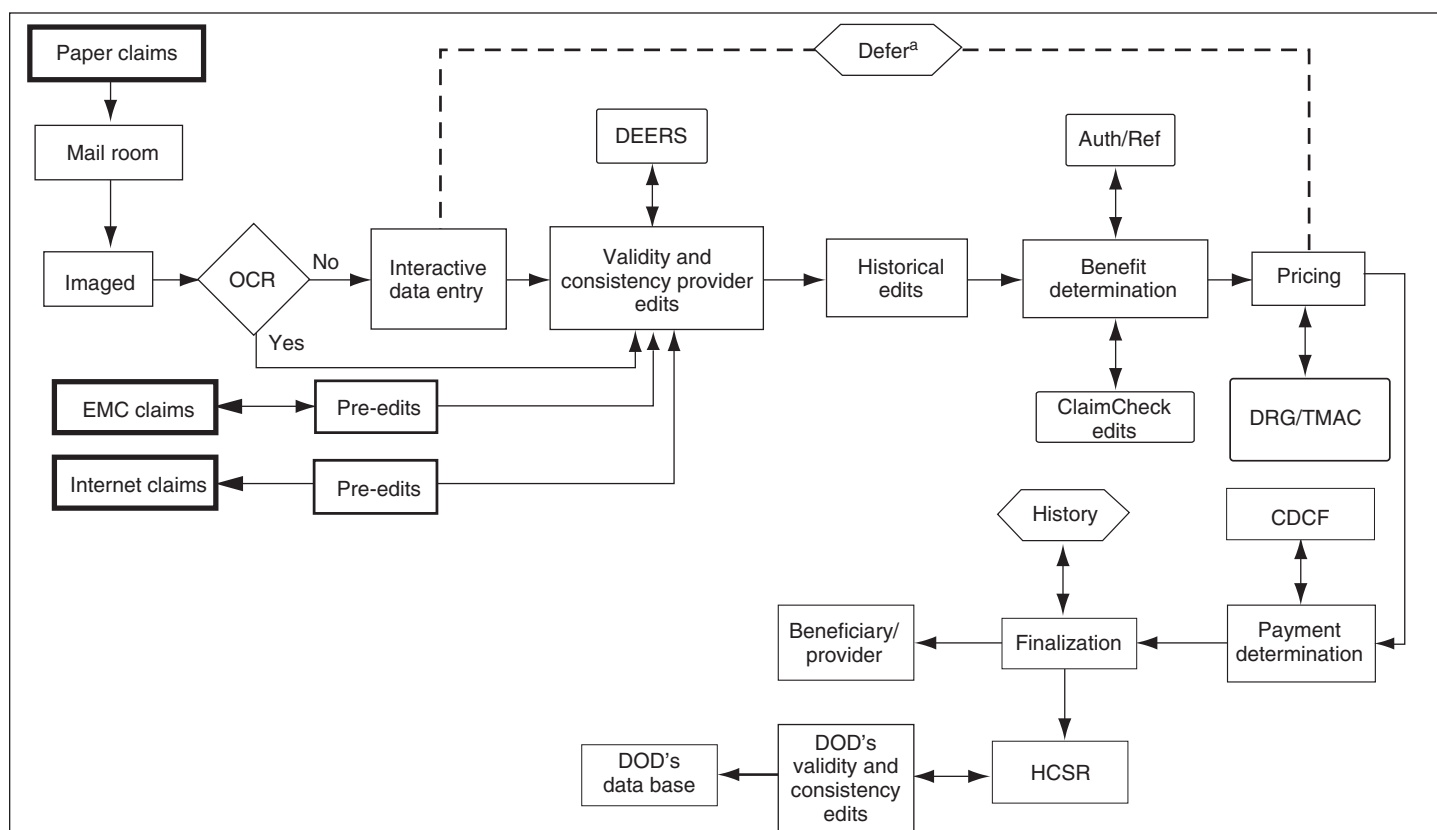 Paper claims
Defer^a
Mail room
DEERS
Auth/Ref
Imaged
OCR
No
Yes
Interactive
data entry
Validity and
consistency provider
edits
Historical
edits
Benefit
determination
Pricing
EMC claims
Pre-edits
ClaimCheck
edits
DRG/TMAC
Internet claims
Pre-edits
History
CDCF
Beneficiary/
provider
Finalization
Payment
determination
DOD's
data base
DOD's
validity and
consistency
edits
HCSR